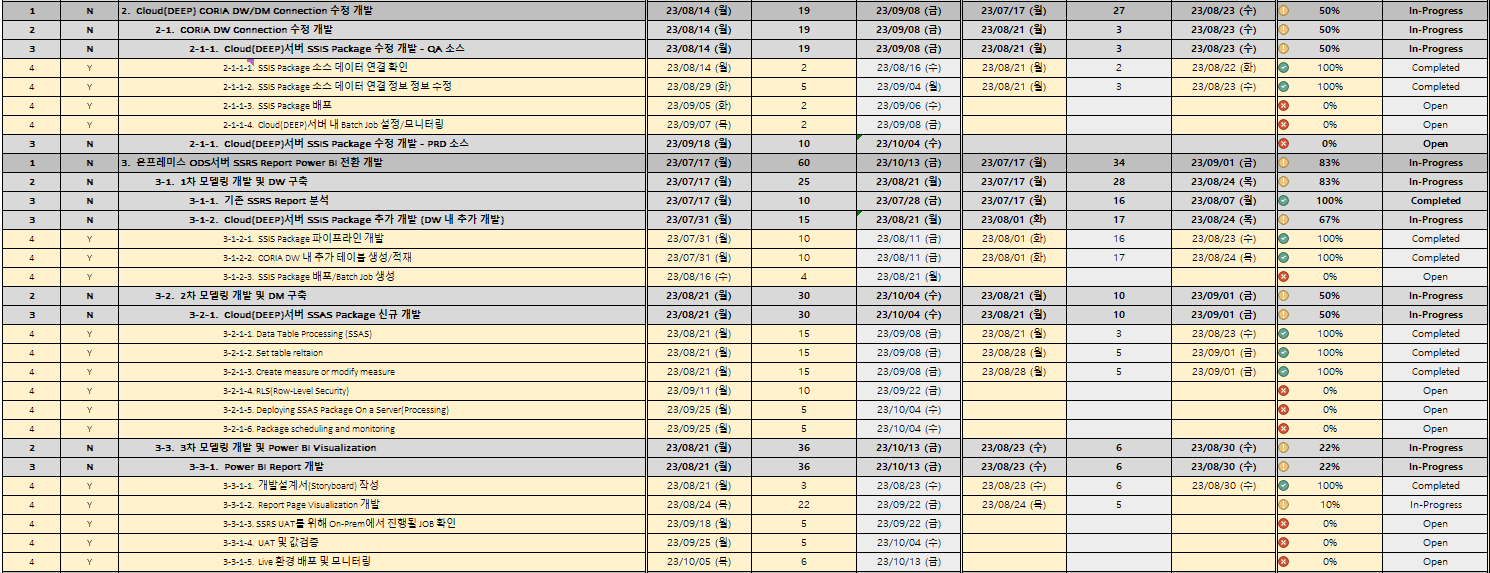 1 N 2. Cloud(DEEP) CORIA DW/DM Connection 수정 개발 23/08/14 (월) 19 23/09/08 (금) 23/07/17 (월) 27 23/08/23 (수) 50% In-Progress
2 N 2-1. CORIA DW Connection 수정 개발 23/08/14 (월) 19 23/09/08 (금) 23/08/21 (월) 3 23/08/23 (수) 50% In-Progress
3 N 2-1-1. Cloud(DEEP)서버 SSIS Package 수정 개발 - QA 소스 23/08/14 (월) 19 23/09/08 (금) 23/08/21 (월) 3 23/08/23 (수) 50% In-Progress
4 Y 2-1-1-1. SSIS Package 소스 데이터 연결 확인 23/08/14 (월) 2 23/08/16 (수) 23/08/21 (월) 2 23/08/22 (화) 100% Completed
4 Y 2-1-1-2. SSIS Package 소스 데이터 연결 정보 정보 수정 23/08/29 (화) 5 23/09/04 (월) 23/08/21 (월) 3 23/08/23 (수) 100% Completed
4 Y 2-1-1-3. SSIS Package 배포 23/09/05 (화) 2 23/09/06 (수) 0% Open
4 Y 2-1-1-4. Cloud(DEEP)서버 내 Batch Job 설정/모니터링 23/09/07 (목) 2 23/09/08 (금) 0% Open
3 N 2-1-1. Cloud(DEEP)서버 SSIS Package 수정 개발 - PRD 소스 23/09/18 (월) 10 23/10/04 (수) 0% Open
1 N 3. 온프레미스 ODS서버 SSRS Report Power BI 전환 개발 23/07/17 (월) 60 23/10/13 (금) 23/07/17 (월) 34 23/09/01 (금) 83% In-Progress
2 N 3-1. 1차 모델링 개발 및 DW 구축 23/07/17 (월) 25 23/08/21 (월) 23/07/17 (월) 28 23/08/24 (목) 83% In-Progress
3 N 3-1-1. 기존 SSRS Report 분석 23/07/17 (월) 10 23/07/28 (금) 23/07/17 (월) 16 23/08/07 (월) 100% Completed
3 N 3-1-2. Cloud(DEEP)서버 SSIS Package 추가 개발 (DW 내 추가 개발) 23/07/31 (월) 15 23/08/21 (월) 23/08/01 (화) 17 23/08/24 (목) 67% In-Progress
4 Y 3-1-2-1. SSIS Package 파이프라인 개발 23/07/31 (월) 10 23/08/11 (금) 23/08/01 (화) 16 23/08/23 (수) 100% Completed
4 Y 3-1-2-2. CORIA DW 내 추가 테이블 생성/적재 23/07/31 (월) 10 23/08/11 (금) 23/08/01 (화) 17 23/08/24 (목) 100% Completed
4 Y 3-1-2-3. SSIS Package 배포/Batch Job 생성 23/08/16 (수) 4 23/08/21 (월) 0% Open
2 N 3-2. 2차 모델링 개발 및 DM 구축 23/08/21 (월) 30 23/10/04 (수) 23/08/21 (월) 10 23/09/01 (금) 50% In-Progress
3 N 3-2-1. Cloud(DEEP)서버 SSAS Package 신규 개발 23/08/21 (월) 30 23/10/04 (수) 23/08/21 (월) 10 23/09/01 (금) 50% In-Progress
4 Y 3-2-1-1. Data Table Processing (SSAS) 23/08/21 (월) 15 23/09/08 (금) 23/08/21 (월) 3 23/08/23 (수) 100% Completed
4 Y 3-2-1-2. Set table reltaion 23/08/21 (월) 15 23/09/08 (금) 23/08/28 (월) 5 23/09/01 (금) 100% Completed
4 Y 3-2-1-3. Create measure or modify measure 23/08/21 (월) 15 23/09/08 (금) 23/08/28 (월) 5 23/09/01 (금) 100% Completed
4 Y 3-2-1-4. RLS(Row-Level Security) 23/09/11 (월) 10 23/09/22 (금) 0% Open
4 Y 3-2-1-5. Deploying SSAS Package On a Server(Processing) 23/09/25 (월) 5 23/10/04 (수) 0% Open
4 Y 3-2-1-6. Package scheduling and monitoring 23/09/25 (월) 5 23/10/04 (수) 0% Open
2 N 3-3. 3차 모델링 개발 및 Power BI Visualization 23/08/21 (월) 36 23/10/13 (금) 23/08/23 (수) 6 23/08/30 (수) 22% In-Progress
3 N 3-3-1. Power BI Report 개발 23/08/21 (월) 36 23/10/13 (금) 23/08/23 (수) 6 23/08/30 (수) 22% In-Progress
4 Y 3-3-1-1. 개발설계서(Storyboard) 작성 23/08/21 (월) 3 23/08/23 (수) 23/08/23 (수) 6 23/08/30 (수) 100% Completed
4 Y 3-3-1-2. Report Page Visualization 개발 23/08/24 (목) 22 23/09/22 (금) 23/08/24 (목) 5 10% In-Progress
4 Y 3-3-1-3. SSRS UAT를 위해 On-Prem에서 진행될 JOB 확인 23/09/18 (월) 5 23/09/22 (금) 0% Open
4 Y 3-3-1-4. UAT 및 값검증 23/09/25 (월) 5 23/10/04 (수) 0% Open
4 Y 3-3-1-5. Live 환경 배포 및 모니터링 23/10/05 (목) 6 23/10/13 (금) 0% Open